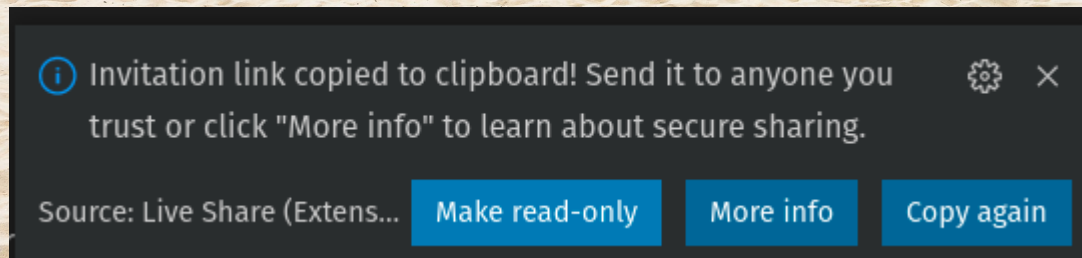 Invitation link copied to clipboard! Send it to anyone you
trust or click "More info" to learn about secure sharing.
Source: Live Share (Extens... Make read-only More info Copy again